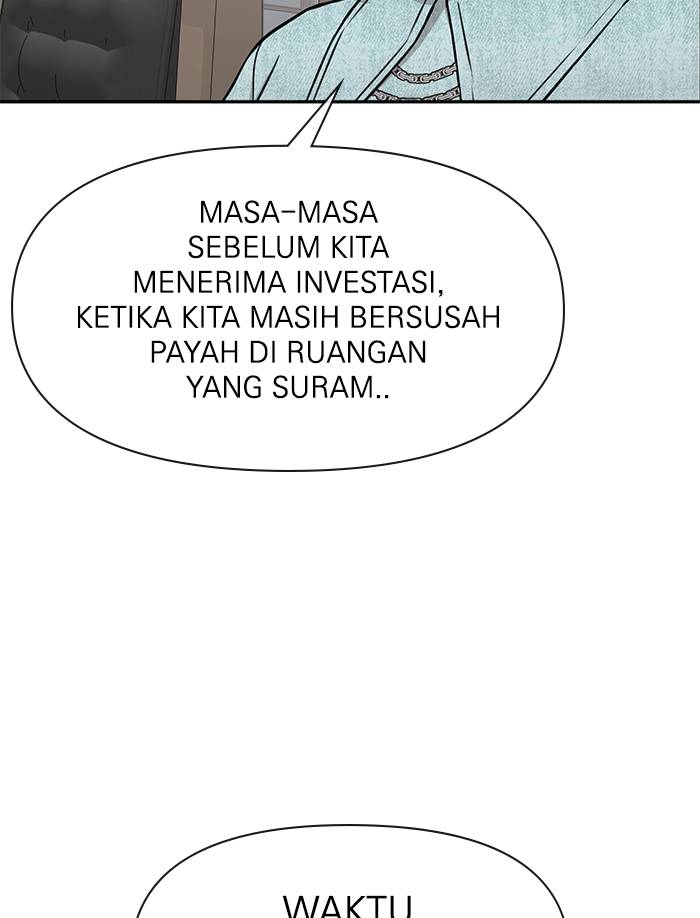 MASA-MASA
SEBELUM KITA
MENERIMA INVESTASI,
KETIKA KITA MASIH BERSUSAH
PAYAH DI RUANGAN
YANG SURAM..
WAKTU